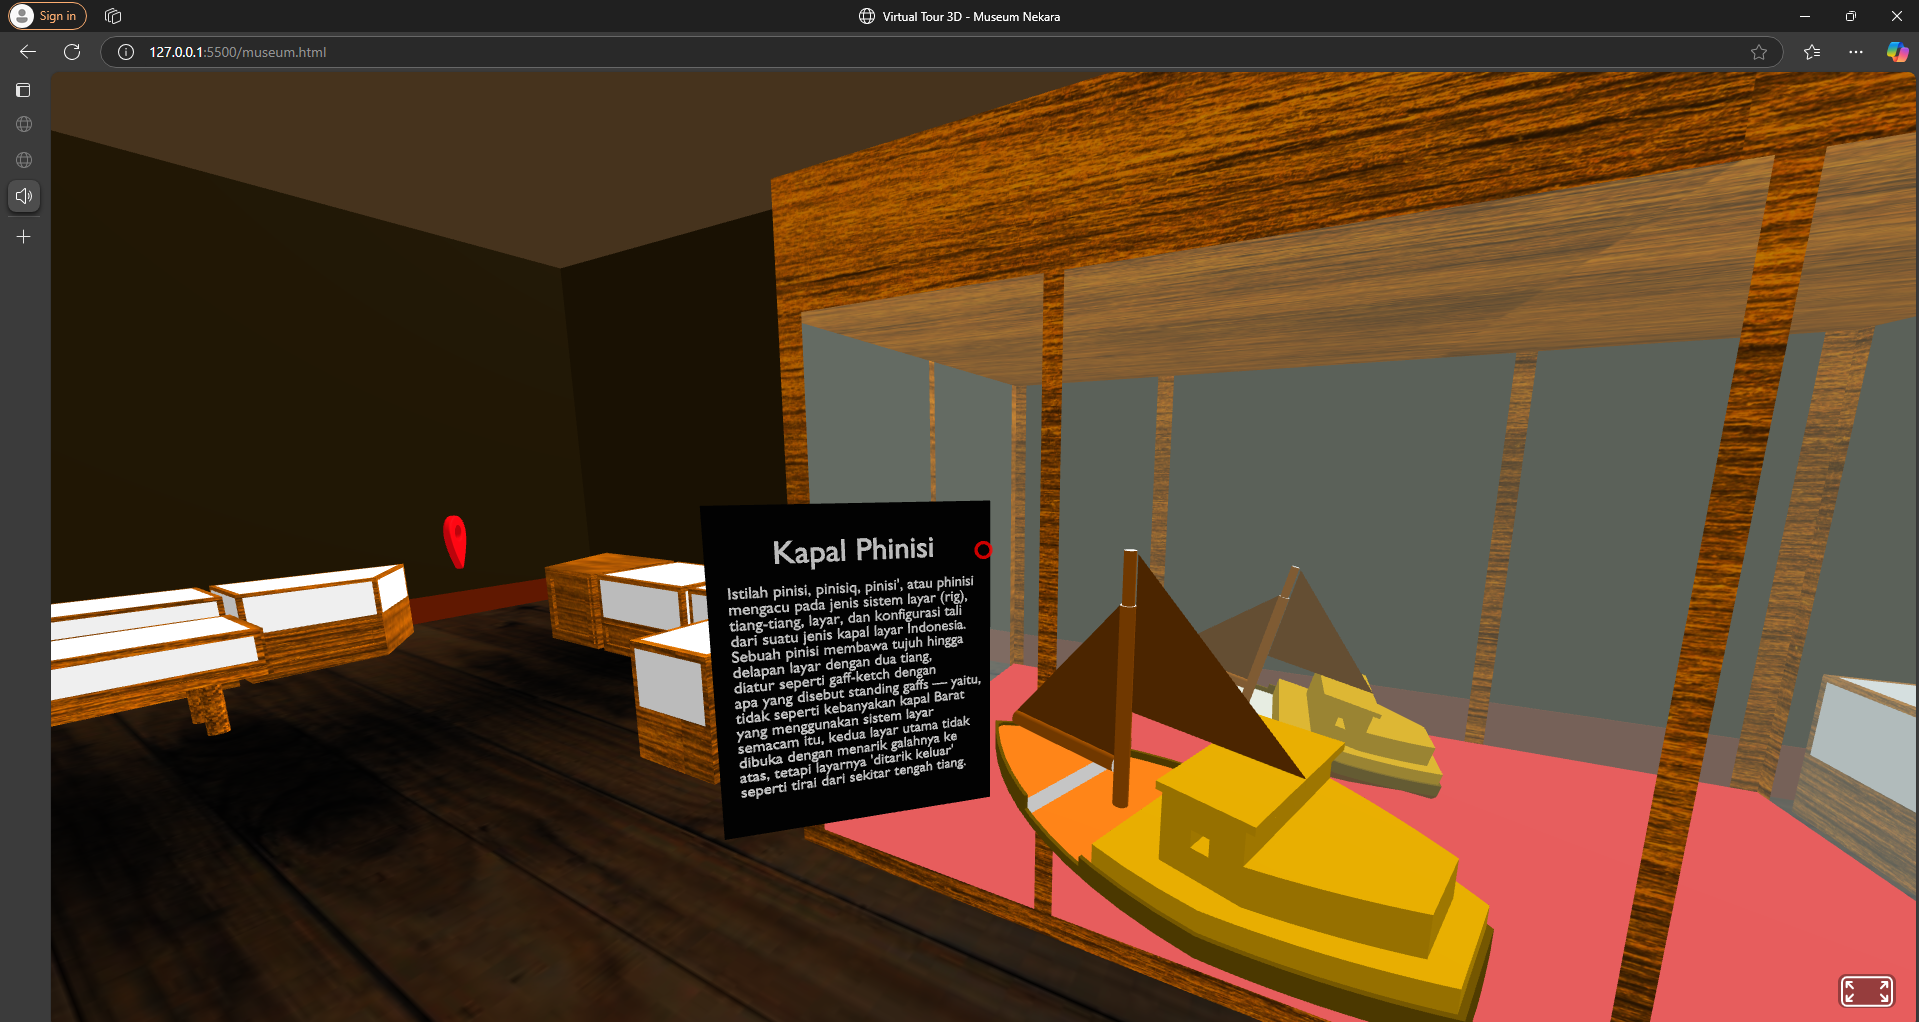 Sign in
Virtual Tour 3D - Museum Nekara
127.0.0.1:5500/museum.html
Kapal Phinisi
Istilah pinisi, pinisiq, pinisi', atau phinisi
mengacu pada jenis sistem layar (rig),
tiang-tiang, layar, dan konfigurasi tali
dari suatu jenis kapal layar Indonesia.
Sebuah pinisi membawa tujuh hingga
delapan layar dengan dua tiang,
diatur seperti gaff-ketch dengan
apa yang disebut standing gaffs — yaitu,
tidak seperti kebanyakan kapal Barat
yang menggunakan sistem layar
semacam itu, kedua layar utama tidak
dibuka dengan menarik galahnya ke
atas, tetapi layarnya 'ditarik keluar'
seperti tirai dari sekitar tengah tiang.